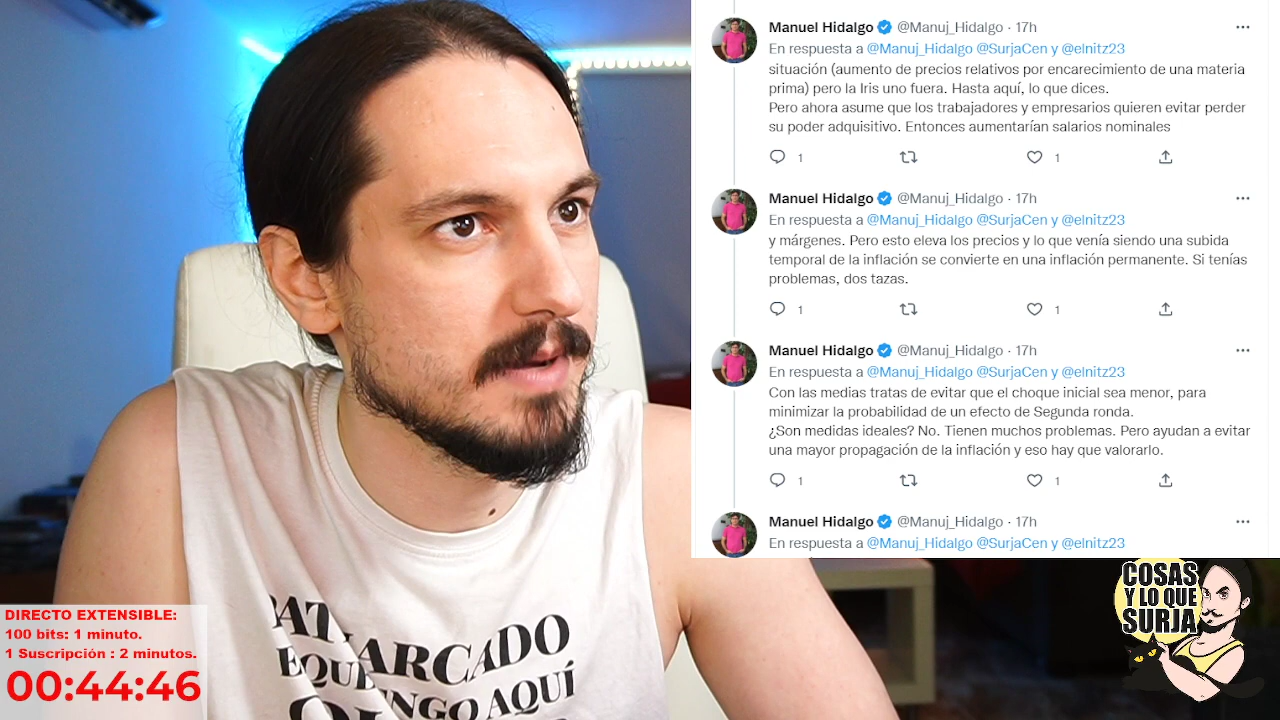 Manuel Hidalgo @Manuj_Hidalgo · 17h
En respuesta a @Manuj_Hidalgo @SurjaCen y @elnitz23
situación (aumento de precios relativos por encarecimiento de una materia
prima) pero la Iris uno fuera. Hasta aquí, lo que dices.
Pero ahora asume que los trabajadores y empresarios quieren evitar perder
su poder adquisitivo. Entonces aumentarían salarios nominales
1 1
Manuel Hidalgo @Manuj_Hidalgo · 17h
En respuesta a @Manuj_Hidalgo @SurjaCen y @elnitz23
y márgenes. Pero esto eleva los precios y lo que venía siendo una subida
temporal de la inflación se convierte en una inflación permanente. Si tenías
problemas, dos tazas.
1 1
Manuel Hidalgo @Manuj_Hidalgo · 17h
En respuesta a @Manuj_Hidalgo @SurjaCen y @elnitz23
Con las medias tratas de evitar que el choque inicial sea menor, para
minimizar la probabilidad de un efecto de Segunda ronda.
¿Son medidas ideales? No. Tienen muchos problemas. Pero ayudan a evitar
una mayor propagación de la inflación y eso hay que valorarlo.
1 1
Manuel Hidalgo @Manuj_Hidalgo · 17h
En respuesta a @Manuj_Hidalgo @SurjaCen y @elnitz23
COSAS
Y LO QUE
SURJA
DIRECTO EXTENSIBLE:
100 bits: 1 minuto.
1 Suscripción : 2 minutos.
00:44:46
AQUÍ